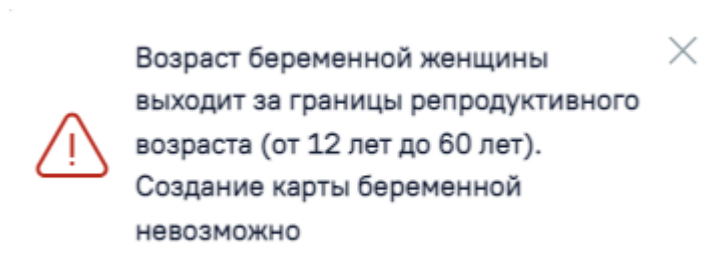 Возраст беременной женщины
выходит за границы репродуктивного
возраста (от 12 лет до 60 лет).
Создание карты беременной
невозможно